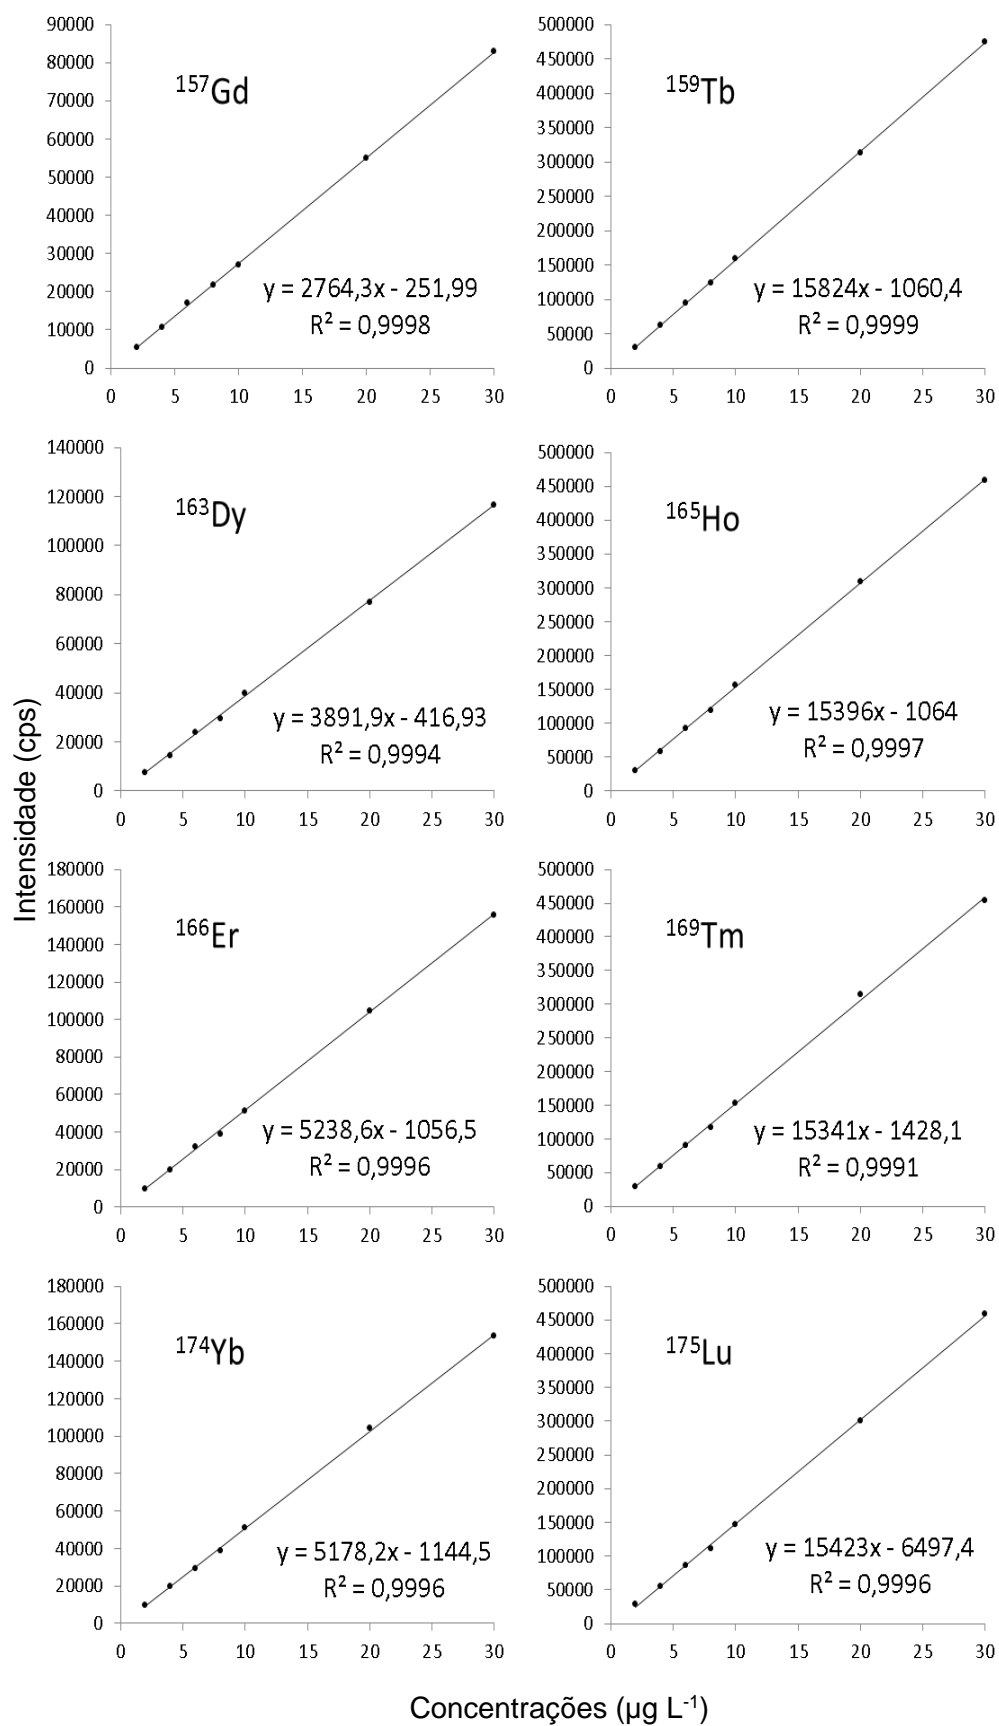 90000
80000
70000
60000
50000
40000
30000
20000
10000
0
157Gd
y = 2764,3x - 251,99
R² = 0,9998
0 5 10 15 20 25 30
500000
450000
400000
350000
300000
250000
200000
150000
100000
50000
0
159Tb
y = 15824x - 1060,4
R² = 0,9999
0 5 10 15 20 25 30
140000
120000
100000
80000
60000
40000
20000
0
163Dy
y = 3891,9x - 416,93
R² = 0,9994
0 5 10 15 20 25 30
500000
450000
400000
350000
300000
250000
200000
150000
100000
50000
0
165Ho
y = 15396x - 1064
R² = 0,9997
0 5 10 15 20 25 30
Intensidade (cps)
180000
160000
140000
120000
100000
80000
60000
40000
20000
0
166Er
y = 5238,6x - 1056,5
R² = 0,9996
0 5 10 15 20 25 30
500000
450000
400000
350000
300000
250000
200000
150000
100000
50000
0
169Tm
y = 15341x - 1428,1
R² = 0,9991
0 5 10 15 20 25 30
180000
160000
140000
120000
100000
80000
60000
40000
20000
0
174Yb
y = 5178,2x - 1144,5
R² = 0,9996
0 5 10 15 20 25 30
500000
450000
400000
350000
300000
250000
200000
150000
100000
50000
0
175Lu
y = 15423x - 6497,4
R² = 0,9996
0 5 10 15 20 25 30
Concentrações (µg L-1)